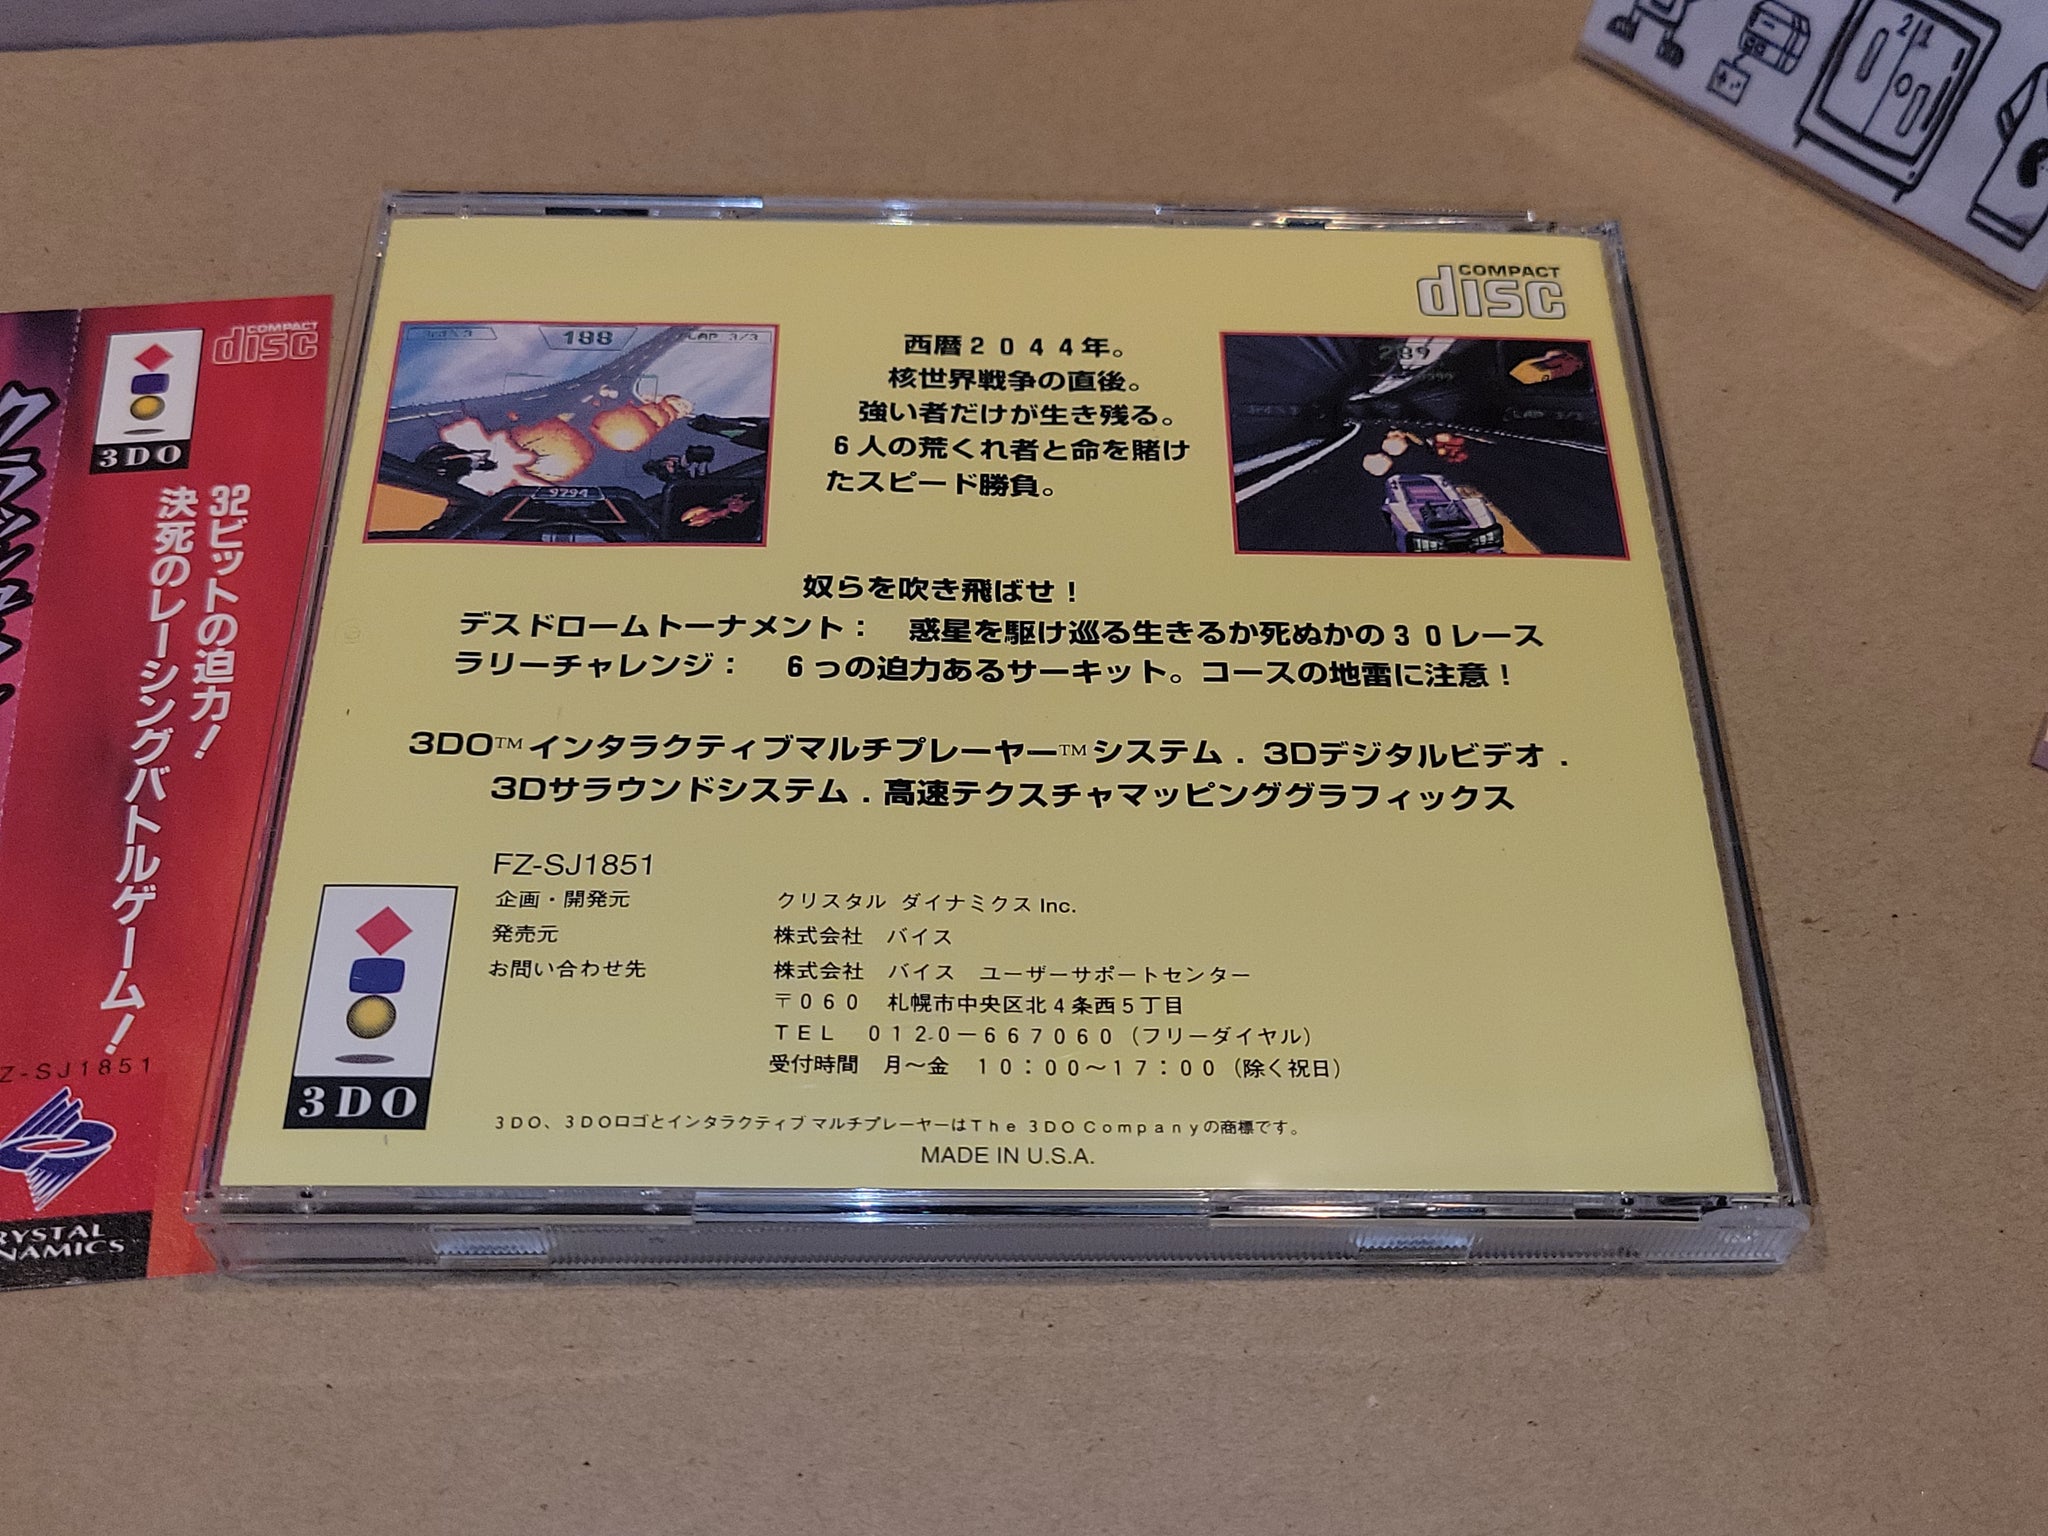 COMPACT
disc
3DO
32ビットの迫力！
決死のレーシングバトルゲーム！
Z-SJ1851
RYSTAL
NAMICS
COMPACT
disc
188
LAP 3/3
9294
289
西暦２０４４年。
核世界戦争の直後。
強い者だけが生き残る。
６人の荒くれ者と命を賭け
たスピード勝負。
奴らを吹き飛ばせ！
デスドロームトーナメント： 惑星を駆け巡る生きるか死ぬかの３０レース
ラリーチャレンジ： ６っの迫力あるサーキット。コースの地雷に注意！
3DO™インタラクティブマルチプレーヤー™システム．3Dデジタルビデオ．
3Dサラウンドシステム．高速テクスチャマッピンググラフィックス
FZ-SJ1851
企画・開発元 クリスタル ダイナミクス Inc.
発売元 株式会社 バイス
お問い合わせ先 株式会社 バイス ユーザーサポートセンター
〒０６０ 札幌市中央区北４条西５丁目
ＴＥＬ ０１２０－６６７０６０（フリーダイヤル）
受付時間 月～金 １０：００～１７：００（除く祝日）
3DO
３ＤＯ、３ＤＯロゴとインタラクティブ マルチプレーヤーはＴｈｅ ３ＤＯ Ｃｏｍｐａｎｙの商標です。
MADE IN U.S.A.
21